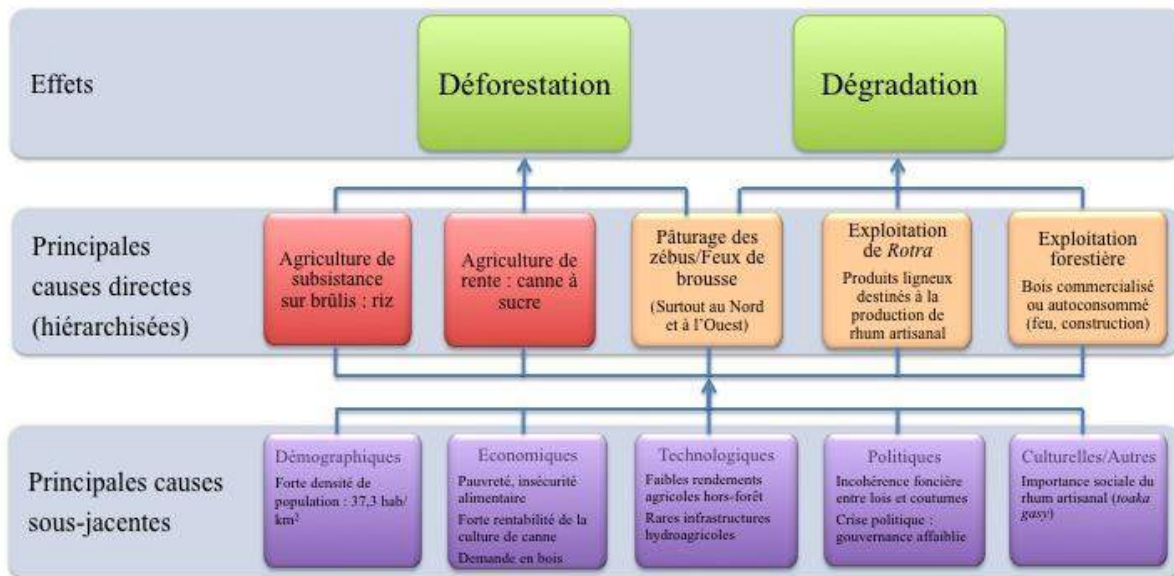 Effets
Déforestation
Dégradation
Principales
causes directes
(hiérarchisées)
Agriculture de
subsistance
sur brûlis : riz
Agriculture de
rente : canne à
sucre
Pâturage des
zébus/Feux de
brousse
(Surtout au Nord
et à l'Ouest)
Exploitation
de Rotra
Produits ligneux
destinés à la
production de
rhum artisanal
Exploitation
forestière
Bois commercialisé
ou autoconsommé
(feu, construction)
Principales causes
sous-jacentes
Démographiques
Forte densité de
population : 37,3 hab/
km²
Economiques
Pauvreté, insécurité
alimentaire
Forte rentabilité de la
culture de canne
Demande en bois
Technologiques
Faibles rendements
agricoles hors-forêt
Rares infrastructures
hydroagricoles
Politiques
Incohérence foncière
entre lois et coutumes
Crise politique :
gouvernance affaiblie
Culturelles/Autres
Importance sociale du
rhum artisanal (toaka
gasy)